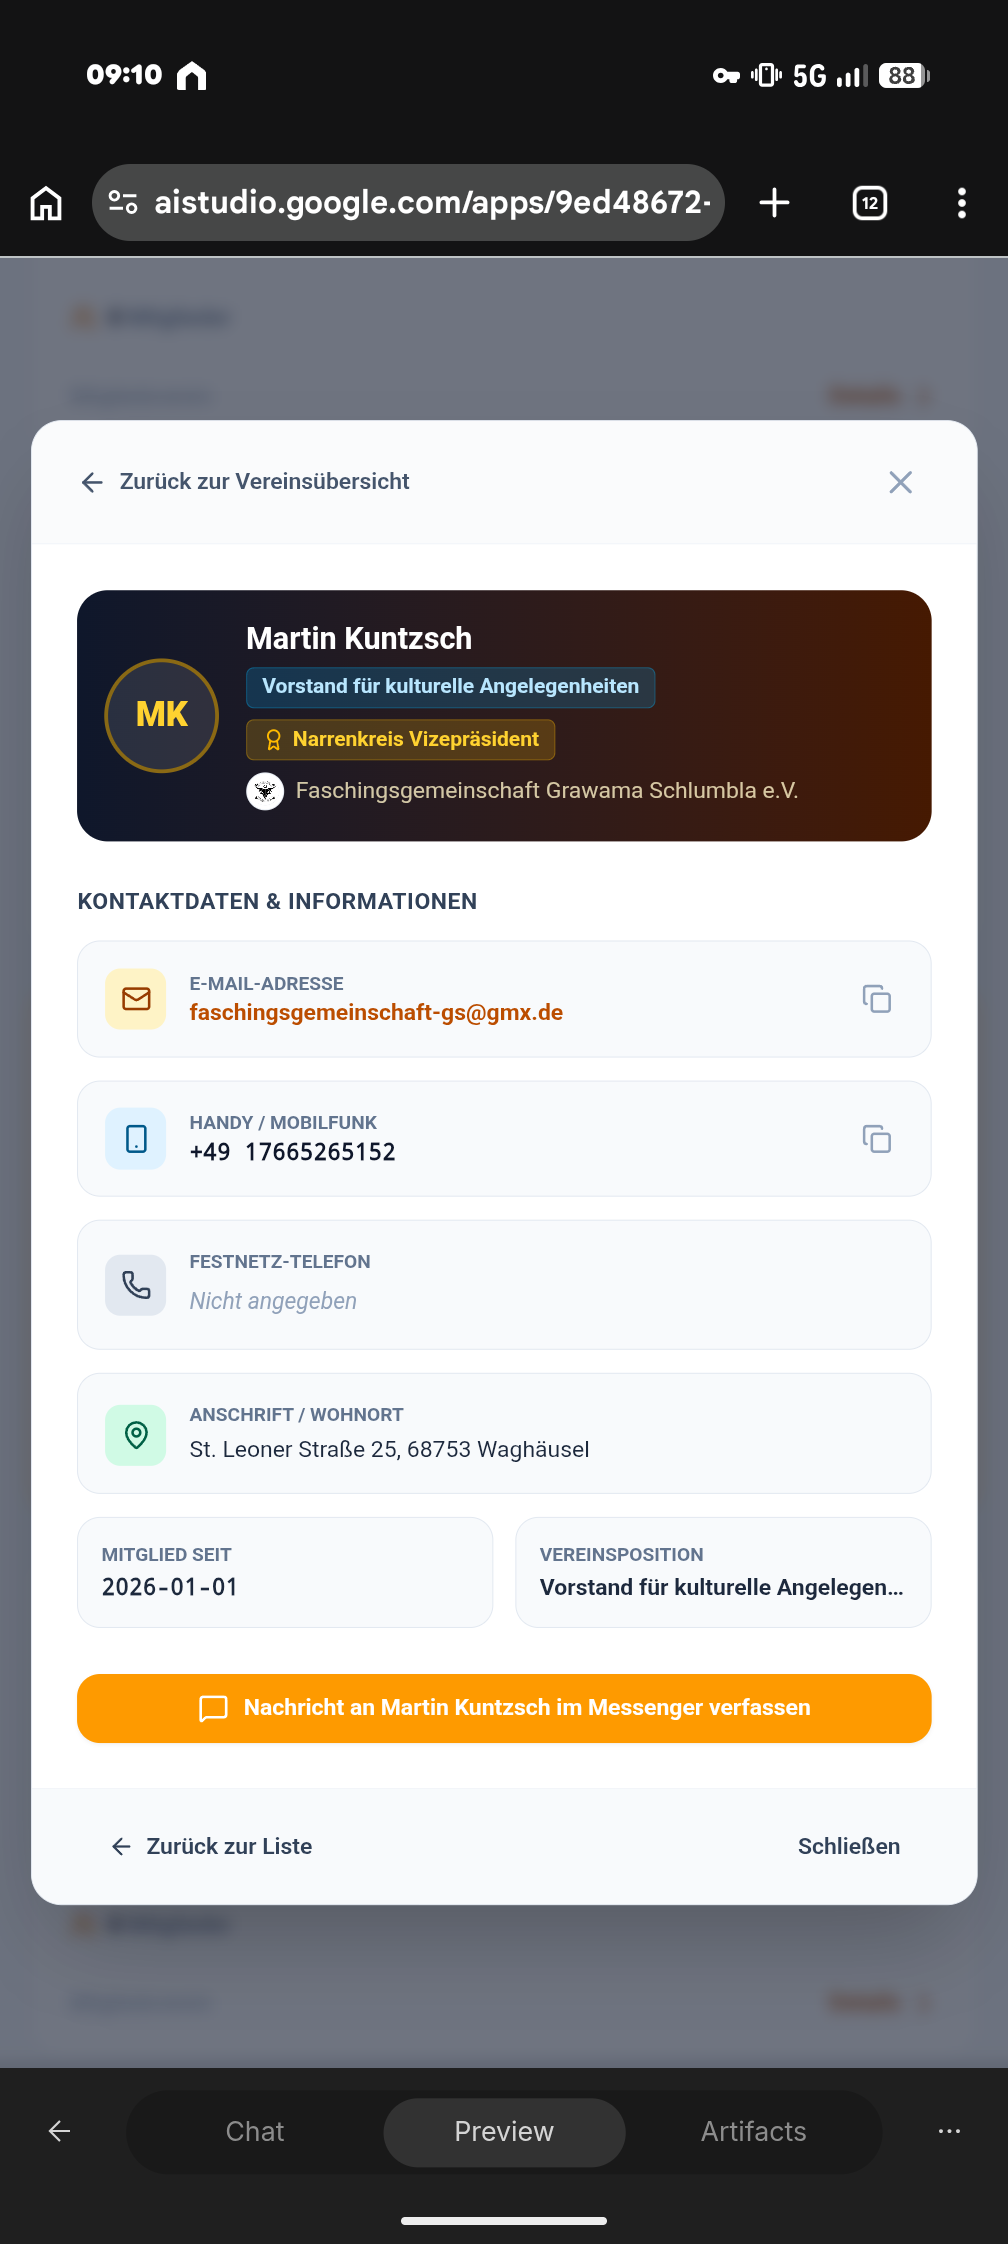 09:10
5G
88
aistudio.google.com/apps/9ed48672-
12
Zurück zur Vereinsübersicht
MK
Martin Kuntzsch
Vorstand für kulturelle Angelegenheiten
Narrenkreis Vizepräsident
Faschingsgemeinschaft Grawama Schlumbla e.V.
KONTAKTDATEN & INFORMATIONEN
E-MAIL-ADRESSE
faschingsgemeinschaft-gs@gmx.de
HANDY / MOBILFUNK
+49 17665265152
FESTNETZ-TELEFON
Nicht angegeben
ANSCHRIFT / WOHNORT
St. Leoner Straße 25, 68753 Waghäusel
MITGLIED SEIT
2026-01-01
VEREINSPOSITION
Vorstand für kulturelle Angelegen...
Nachricht an Martin Kuntzsch im Messenger verfassen
Zurück zur Liste
Schließen
Chat
Preview
Artifacts